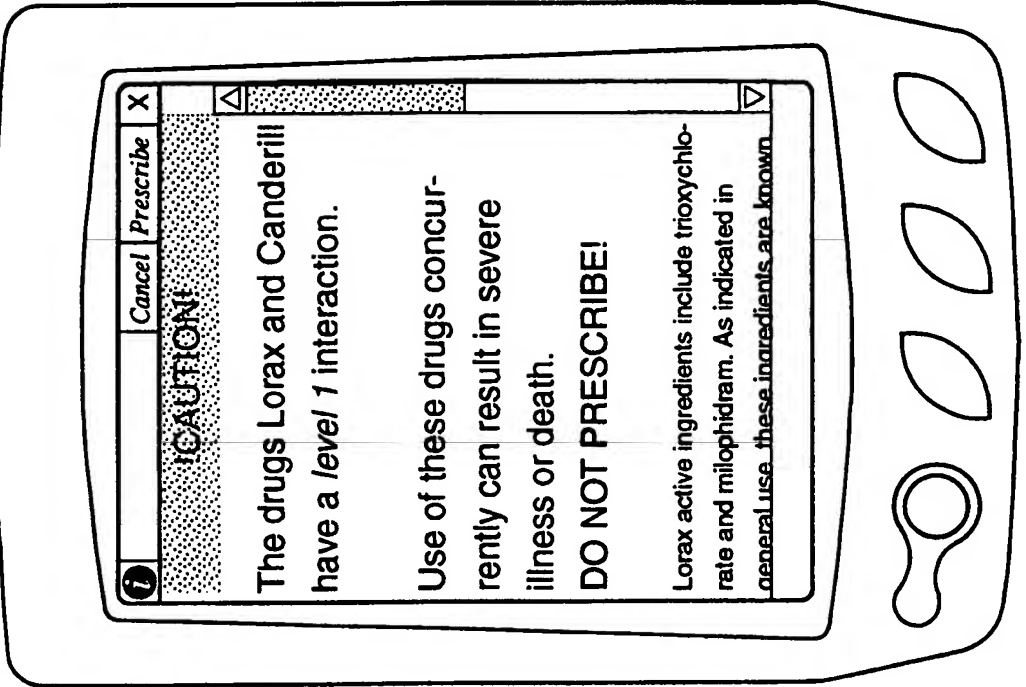 i Cancel Prescribe X
!CAUTION!
The drugs Lorax and Canderill
have a level 1 interaction.
Use of these drugs concur-
rently can result in severe
illness or death.
DO NOT PRESCRIBE!
Lorax active ingredients include trioxychlo-
rate and milophidram. As indicated in
general use, these ingredients are known